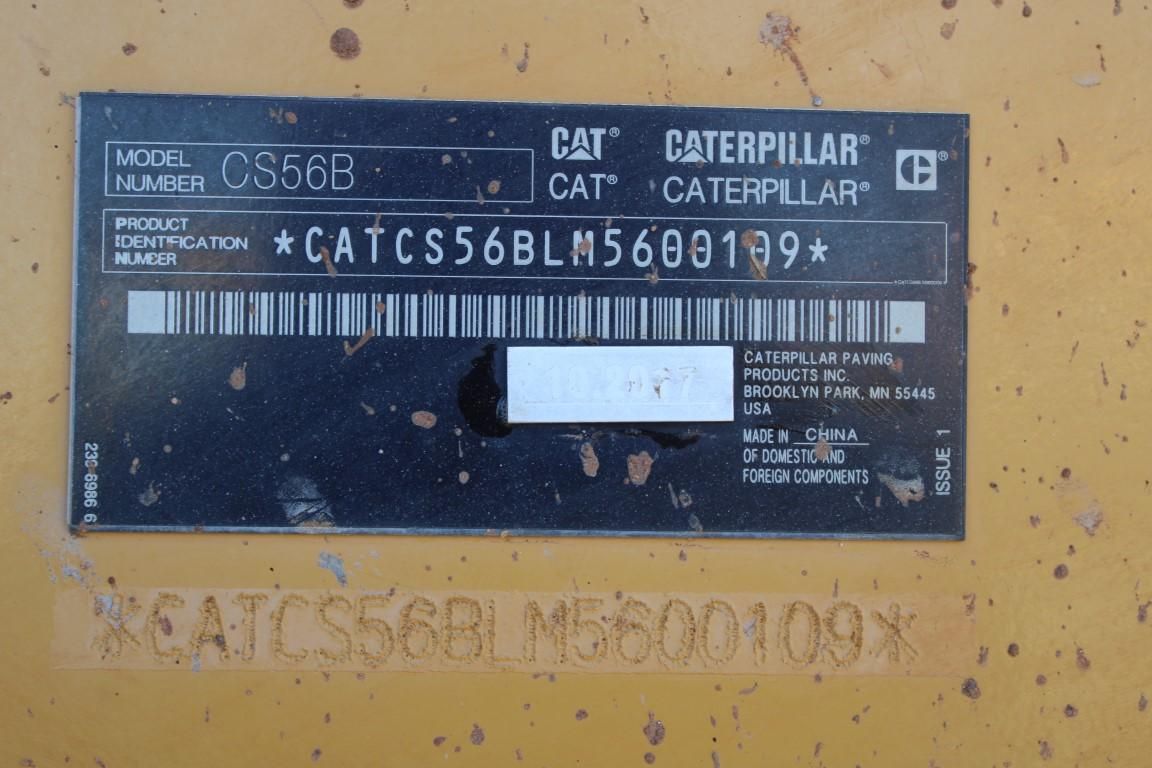 MODEL NUMBER CS56B
CAT® CATERPILLAR®
CAT® CATERPILLAR®
PRODUCT IDENTIFICATION NUMBER *CATCS56BLM5600109*
CATERPILLAR PAVING
PRODUCTS INC.
BROOKLYN PARK, MN 55445
USA
MADE IN CHINA
OF DOMESTIC AND
FOREIGN COMPONENTS
ISSUE 1
*CATCS56BLM5600109*